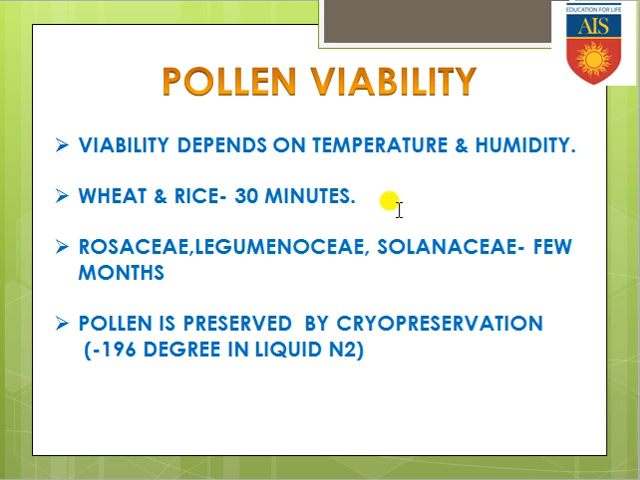 EDUCATION FOR LIFE
AIS
POLLEN VIABILITY
VIABILITY DEPENDS ON TEMPERATURE & HUMIDITY.
WHEAT & RICE- 30 MINUTES.
ROSACEAE,LEGUMENOCEAE, SOLANACEAE- FEW
MONTHS
POLLEN IS PRESERVED BY CRYOPRESERVATION
(-196 DEGREE IN LIQUID N2)